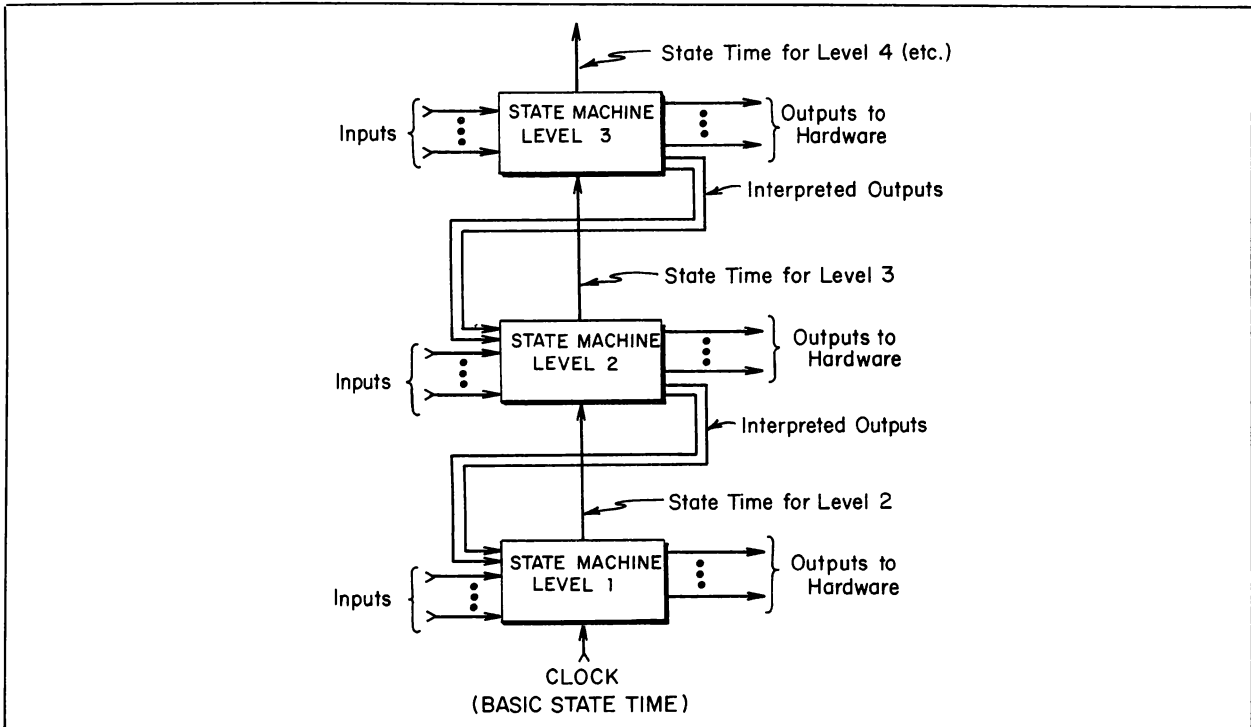 State Time for Level 4 (etc.)
Inputs
STATE MACHINE
LEVEL 3
Outputs to
Hardware
Interpreted Outputs
State Time for Level 3
Inputs
STATE MACHINE
LEVEL 2
Outputs to
Hardware
Interpreted Outputs
State Time for Level 2
Inputs
STATE MACHINE
LEVEL 1
Outputs to
Hardware
CLOCK
(BASIC STATE TIME)